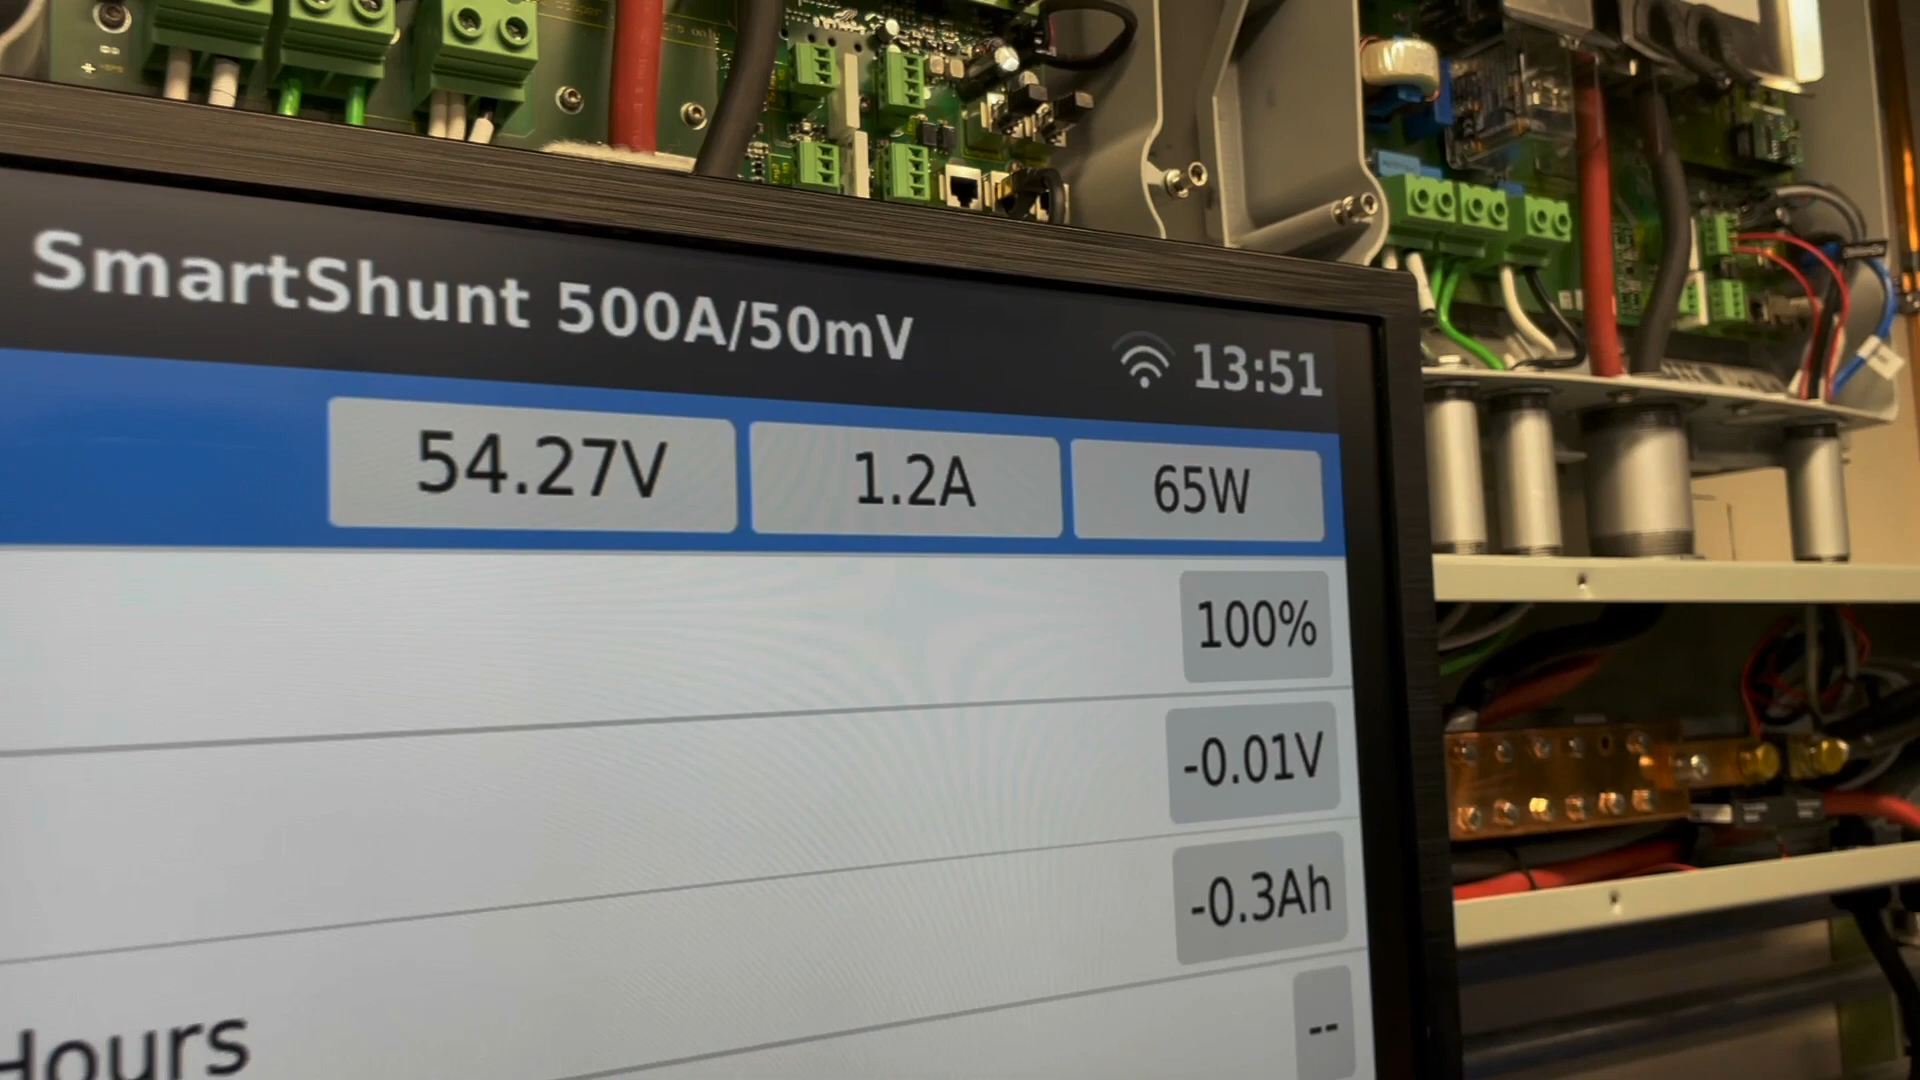 SmartShunt 500A/50mV
13:51
54.27V
1.2A
65W
100%
-0.01V
-0.3Ah
--
Hours